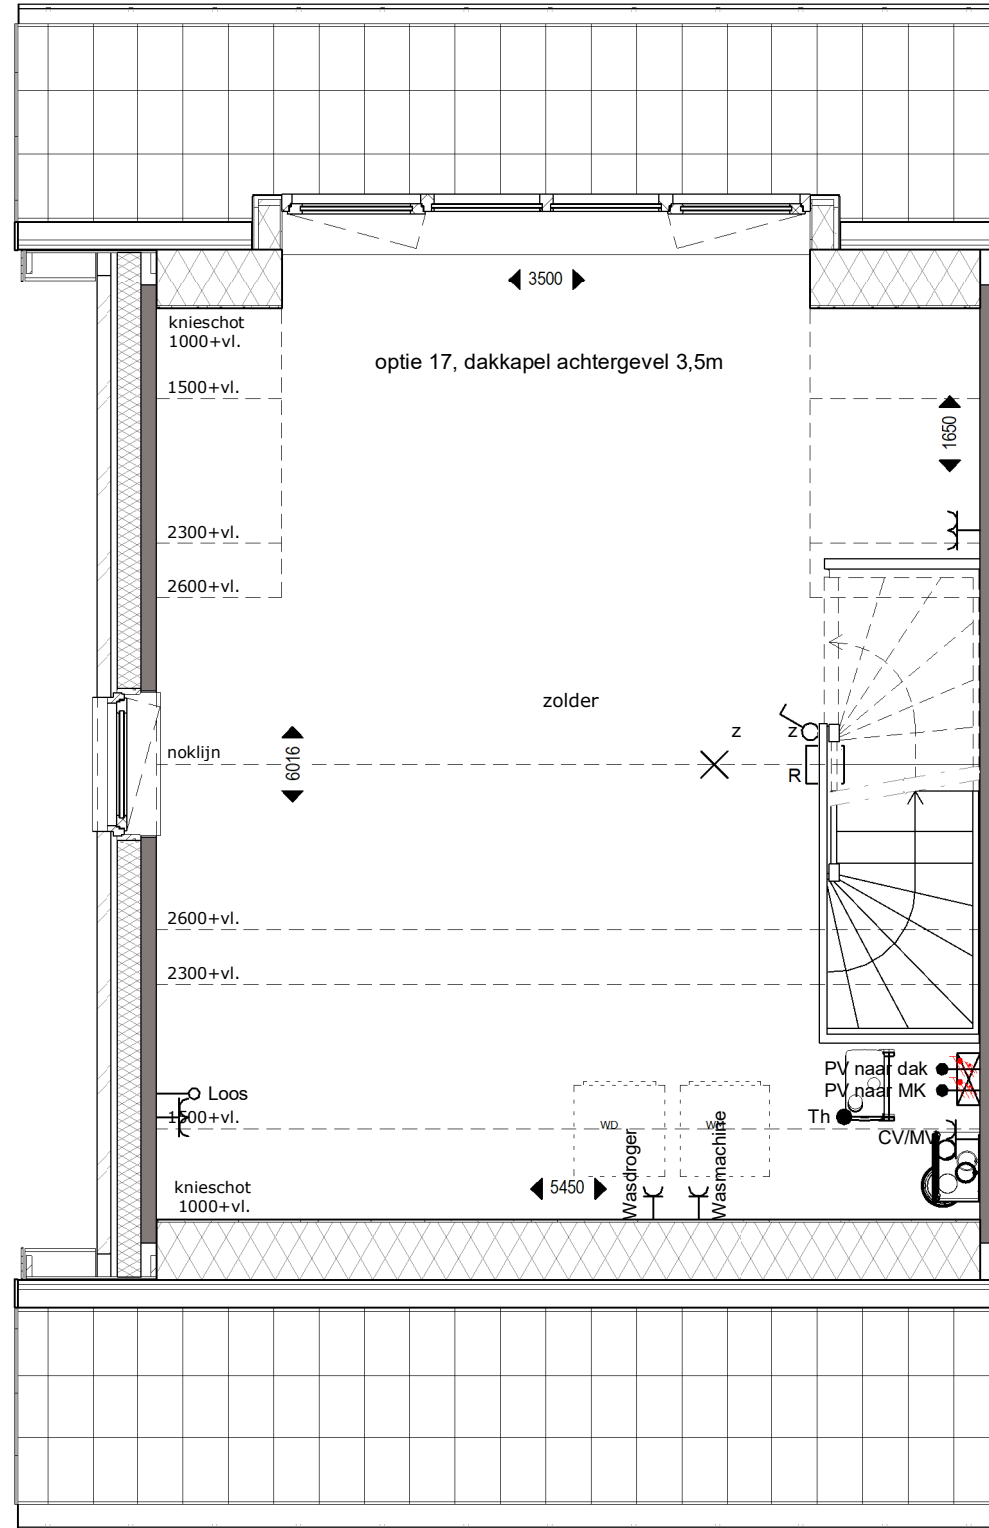 3500
knieschot
1000+vl.
optie 17, dakkapel achtergevel 3,5m
1500+vl.
1650
2300+vl.
2600+vl.
zolder
z
z
noklijn
6016
R
2600+vl.
2300+vl.
PV naar dak
PV naar MK
Loos
1500+vl.
Th
CV/MV
WD
Wasdroger
WM
Wasmachine
knieschot
1000+vl.
5450